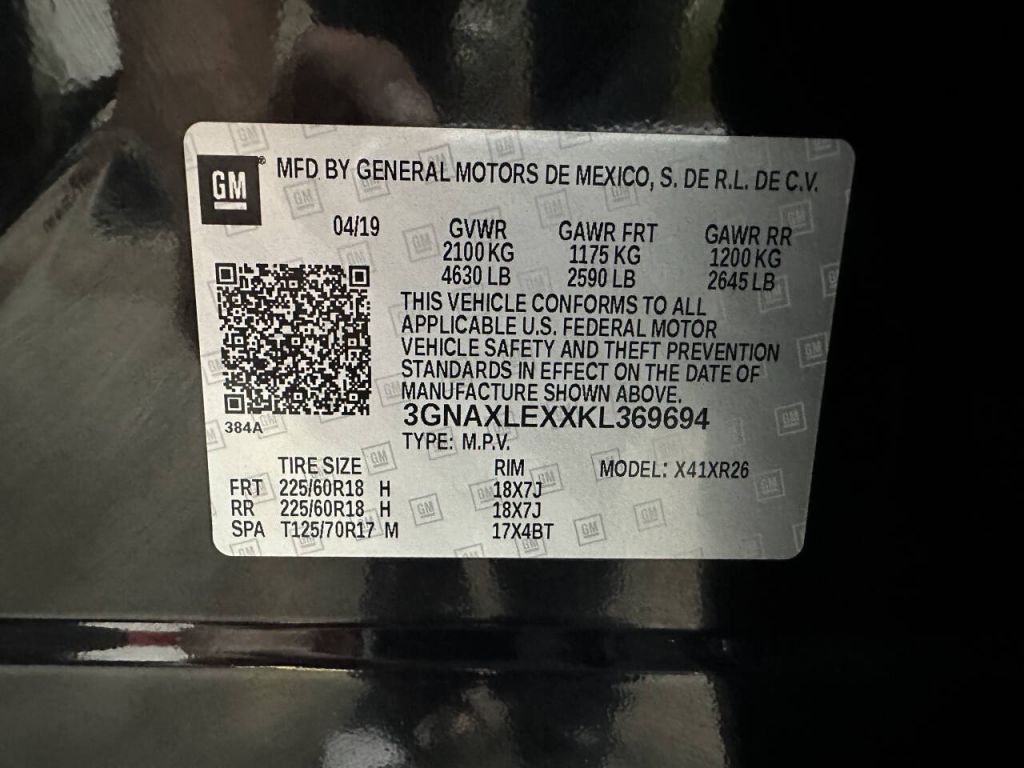 GM ® MFD BY GENERAL MOTORS DE MEXICO, S. DE R.L. DE C.V.
04/19 GVWR GAWR FRT GAWR RR
2100 KG 1175 KG 1200 KG
4630 LB 2590 LB 2645 LB
THIS VEHICLE CONFORMS TO ALL
APPLICABLE U.S. FEDERAL MOTOR
VEHICLE SAFETY AND THEFT PREVENTION
STANDARDS IN EFFECT ON THE DATE OF
MANUFACTURE SHOWN ABOVE.
3GNAXLEXXKL369694
384A
TYPE: M.P.V.
TIRE SIZE RIM MODEL: X41XR26
FRT 225/60R18 H 18X7J
RR 225/60R18 H 18X7J
SPA T125/70R17 M 17X4BT